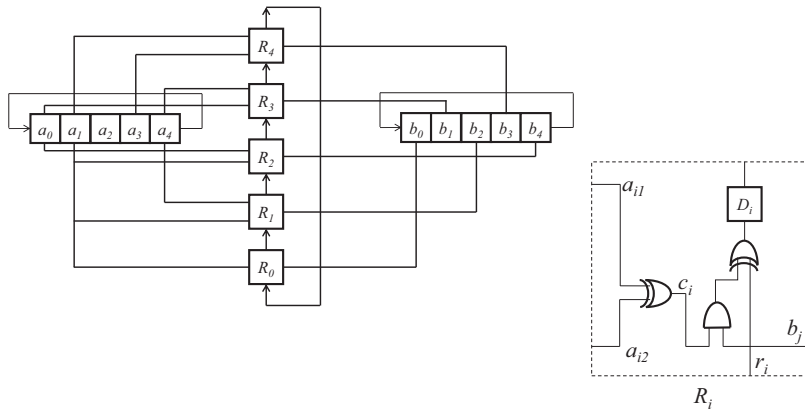 R4
R3
a0 a1 a2 a3 a4
b0 b1 b2 b3 b4
R2
R1
R0
ai1
Di
ci
bj
ai2
ri
Ri